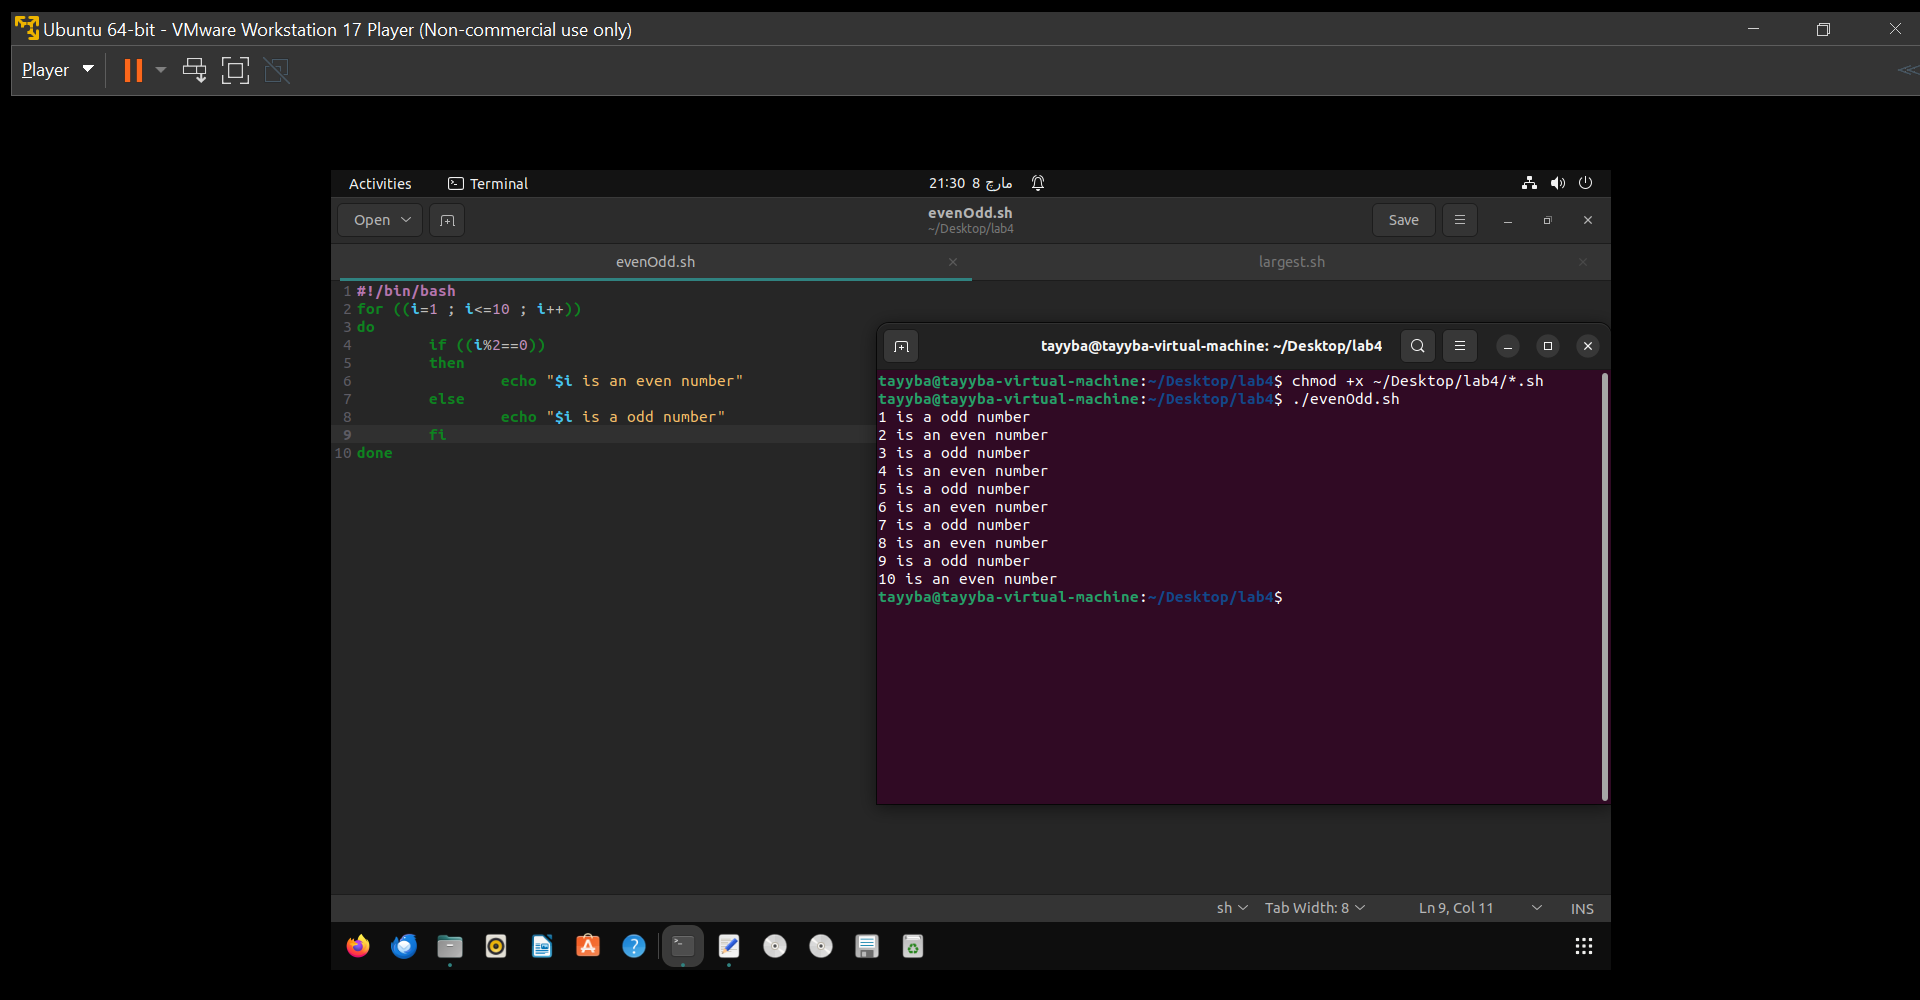 Ubuntu 64-bit - VMware Workstation 17 Player (Non-commercial use only)
Player
Activities
Terminal
21:30 8 مارچ
Open
evenOdd.sh
~/Desktop/lab4
Save
evenOdd.sh
largest.sh
1 #!/bin/bash
2 for ((i=1 ; i<=10 ; i++))
3 do
4 if ((i%2==0))
5 then
6 echo "$i is an even number"
7 else
8 echo "$i is a odd number"
9 fi
10 done
tayyba@tayyba-virtual-machine: ~/Desktop/lab4
tayyba@tayyba-virtual-machine:~/Desktop/lab4$ chmod +x ~/Desktop/lab4/*.sh
tayyba@tayyba-virtual-machine:~/Desktop/lab4$ ./evenOdd.sh
1 is a odd number
2 is an even number
3 is a odd number
4 is an even number
5 is a odd number
6 is an even number
7 is a odd number
8 is an even number
9 is a odd number
10 is an even number
tayyba@tayyba-virtual-machine:~/Desktop/lab4$
sh
Tab Width: 8
Ln 9, Col 11
INS